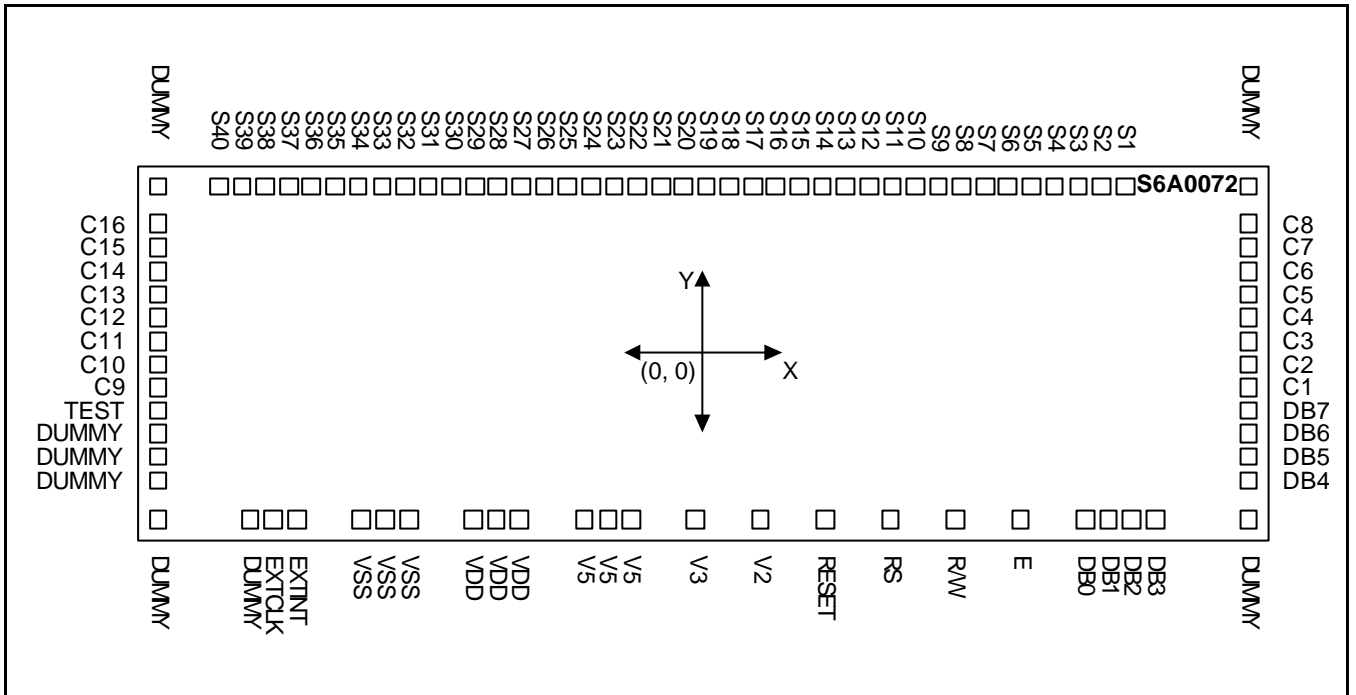 DUMMY
S40
S39
S38
S37
S36
S35
S34
S33
S32
S31
S30
S29
S28
S27
S26
S25
S24
S23
S22
S21
S20
S19
S18
S17
S16
S15
S14
S13
S12
S11
S10
S9
S8
S7
S6
S5
S4
S3
S2
S1
DUMMY
S6A0072
C16
C15
C14
C13
C12
C11
C10
C9
TEST
DUMMY
DUMMY
DUMMY
Y
(0, 0)
X
C8
C7
C6
C5
C4
C3
C2
C1
DB7
DB6
DB5
DB4
DUMMY
DUMMY
EXTCLK
EXTINT
VSS
VSS
VSS
VDD
VDD
VDD
V5
V5
V5
V3
V2
RESET
RS
R/W
E
DB0
DB1
DB2
DB3
DUMMY